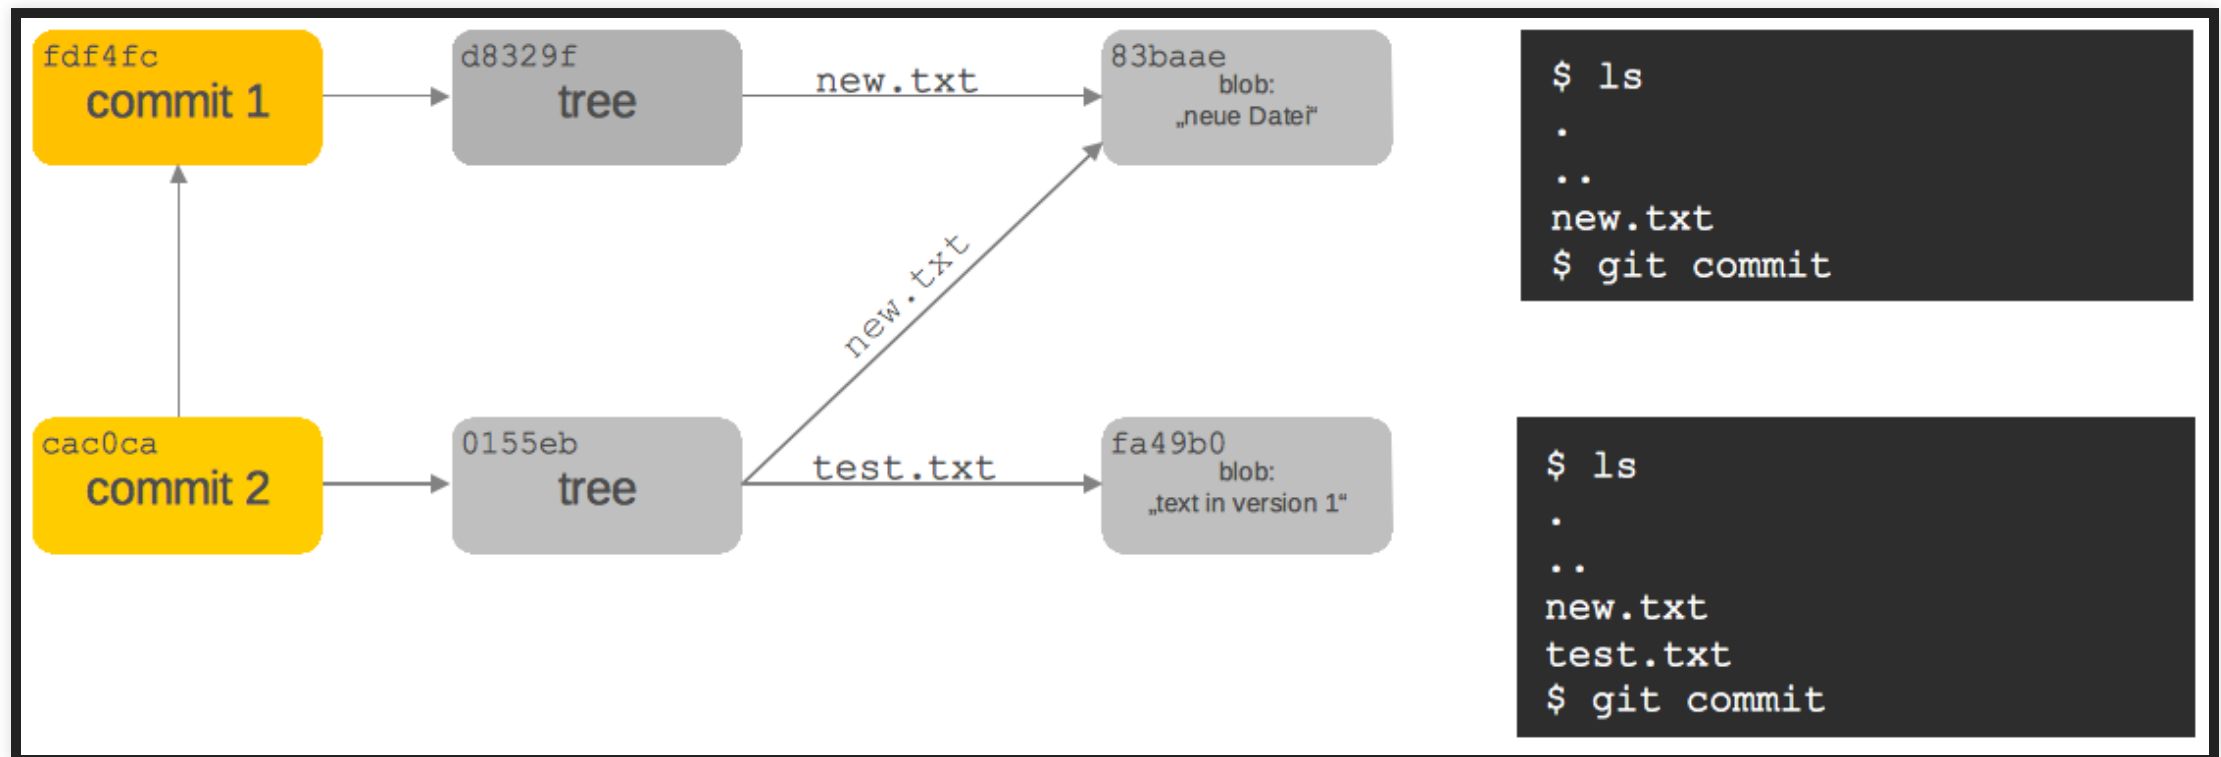 fdf4fc
commit 1
d8329f
tree
new.txt
83baae
blob:
„neue Datei“
$ ls
.
..
new.txt
$ git commit
new.txt
cac0ca
commit 2
0155eb
tree
test.txt
fa49b0
blob:
„text in version 1“
$ ls
.
..
new.txt
test.txt
$ git commit